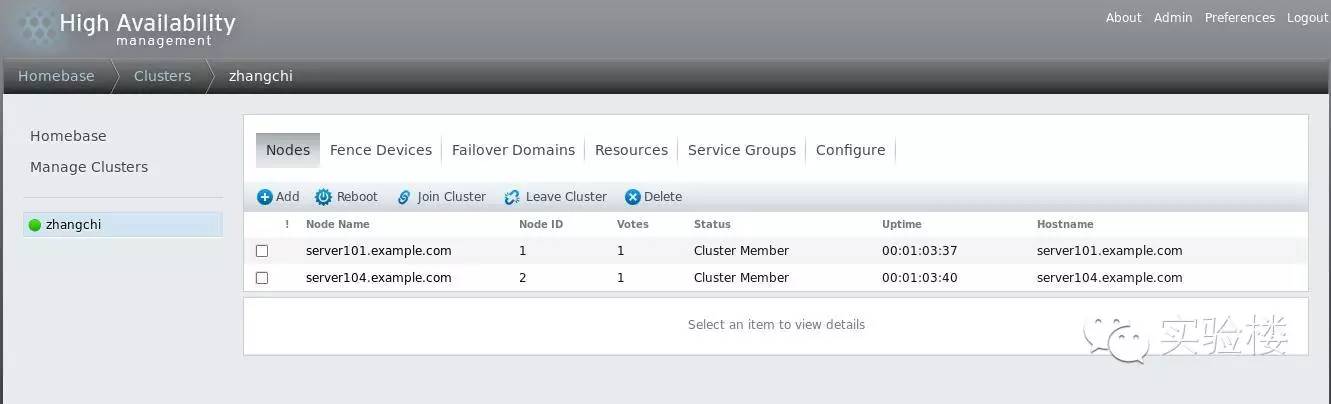 High Availability
management
About Admin Preferences Logout
Homebase Clusters zhangchi
Homebase
Manage Clusters
zhangchi
Nodes Fence Devices Failover Domains Resources Service Groups Configure
Add Reboot Join Cluster Leave Cluster Delete
! Node Name Node ID Votes Status Uptime Hostname
server101.example.com 1 1 Cluster Member 00:01:03:37 server101.example.com
server104.example.com 2 1 Cluster Member 00:01:03:40 server104.example.com
Select an item to view details
实验楼